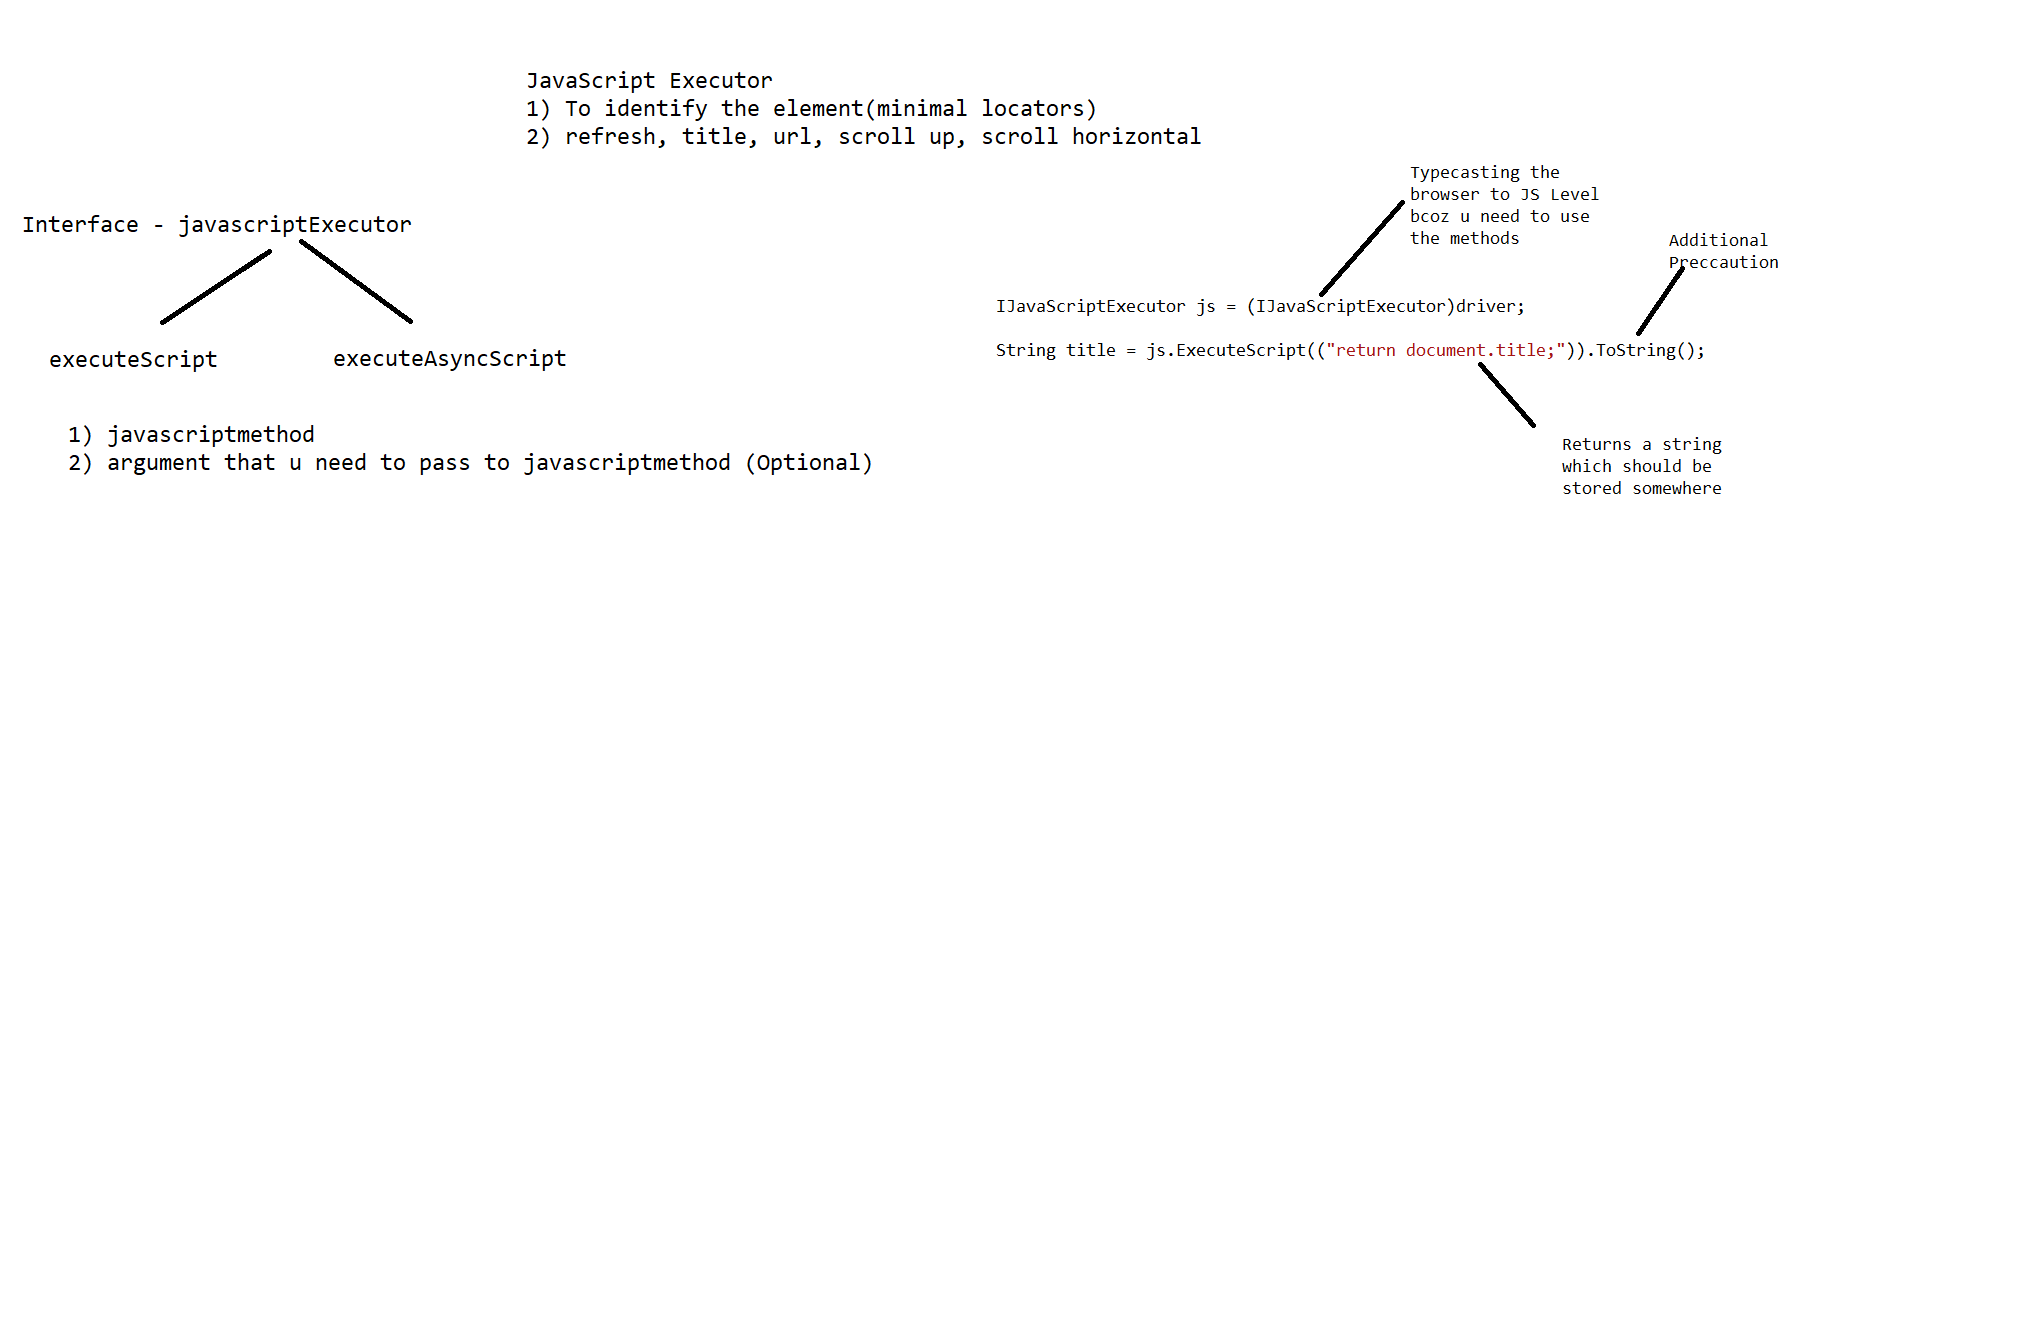 JavaScript Executor
1) To identify the element(minimal locators)
2) refresh, title, url, scroll up, scroll horizontal
Interface - javascriptExecutor
executeScript
executeAsyncScript
1) javascriptmethod
2) argument that u need to pass to javascriptmethod (Optional)
Typecasting the
browser to JS Level
bcoz u need to use
the methods
Additional
Preccaution
IJavaScriptExecutor js = (IJavaScriptExecutor)driver;
String title = js.ExecuteScript(("return document.title;")).ToString();
Returns a string
which should be
stored somewhere